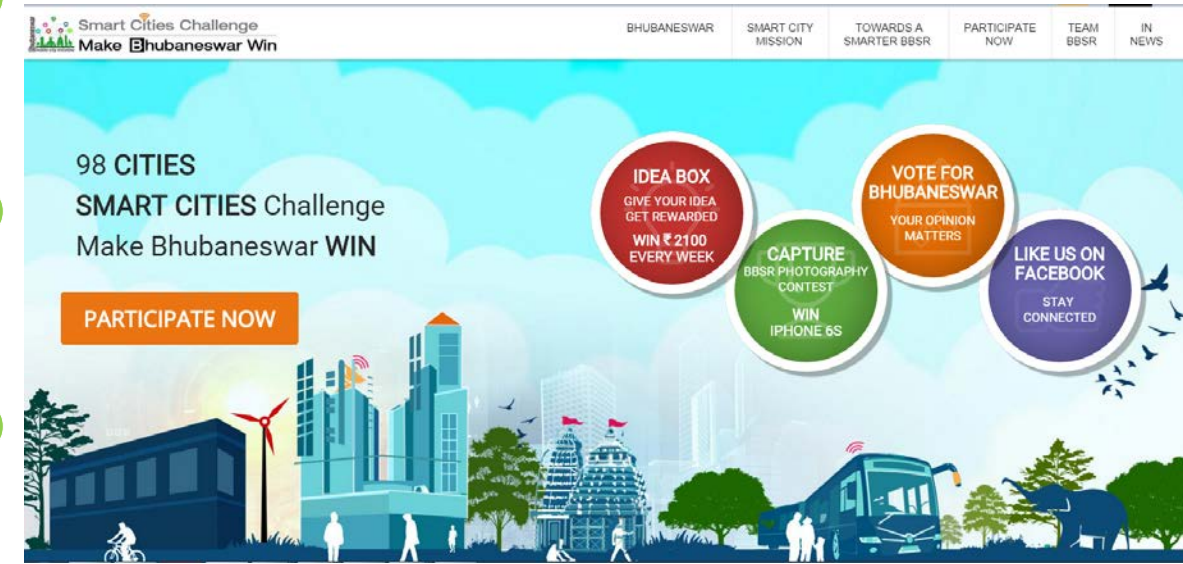 Smart Cities Challenge
Make Bhubaneswar Win
BHUBANESWAR
SMART CITY
MISSION
TOWARDS A
SMARTER BBSR
PARTICIPATE
NOW
TEAM
BBSR
IN
NEWS
98 CITIES
SMART CITIES Challenge
Make Bhubaneswar WIN
PARTICIPATE NOW
IDEA BOX
GIVE YOUR IDEA
GET REWARDED
WIN ₹ 2100
EVERY WEEK
CAPTURE
BBSR PHOTOGRAPHY
CONTEST
WIN
IPHONE 6S
VOTE FOR
BHUBANESWAR
YOUR OPINION
MATTERS
LIKE US ON
FACEBOOK
STAY
CONNECTED